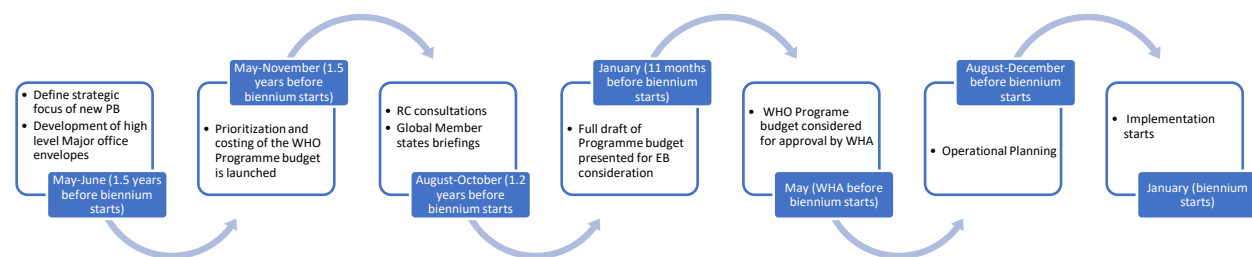 • Define strategic
focus of new PB
• Development of high
level Major office
envelopes
May-June (1.5 years
before biennium
starts)
May-November (1.5
years before
biennium starts)
• Prioritization and
costing of the WHO
Programme budget
is launched
• RC consultations
• Global Member
states briefings
August-October (1.2
years before
biennium starts
January (11 months
before biennium
starts)
• Full draft of
Programme budget
presented for EB
consideration
• WHO Programe
budget considered
for approval by WHA
May (WHA before
biennium starts)
August-December
before biennium
starts
• Operational Planning
• Implementation
starts
January (biennium
starts)